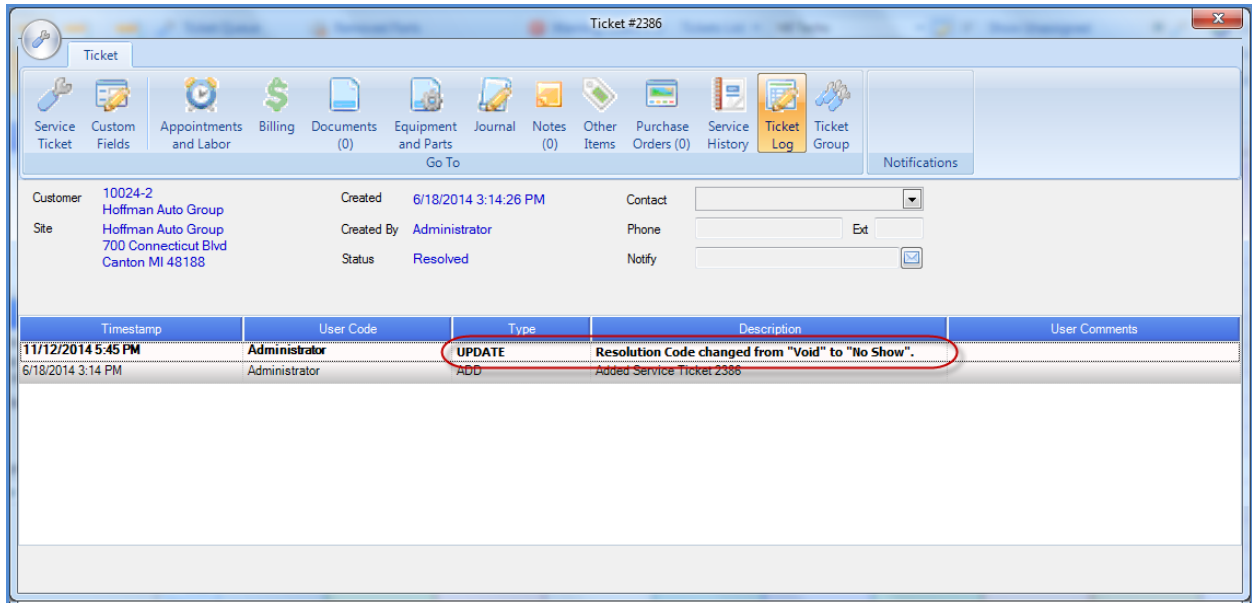 Ticket #2386
x
Ticket
Service Ticket
Custom Fields
Appointments and Labor
Billing
Documents (0)
Equipment and Parts
Journal
Notes (0)
Other Items
Purchase Orders (0)
Service History
Ticket Log
Ticket Group
Go To
Notifications
Customer 10024-2
Hoffman Auto Group
Site Hoffman Auto Group
700 Connecticut Blvd
Canton MI 48188
Created 6/18/2014 3:14:26 PM
Created By Administrator
Status Resolved
Contact
Phone Ext
Notify
Timestamp User Code Type Description User Comments
11/12/2014 5:45 PM Administrator UPDATE Resolution Code changed from "Void" to "No Show".
6/18/2014 3:14 PM Administrator ADD Added Service Ticket 2386